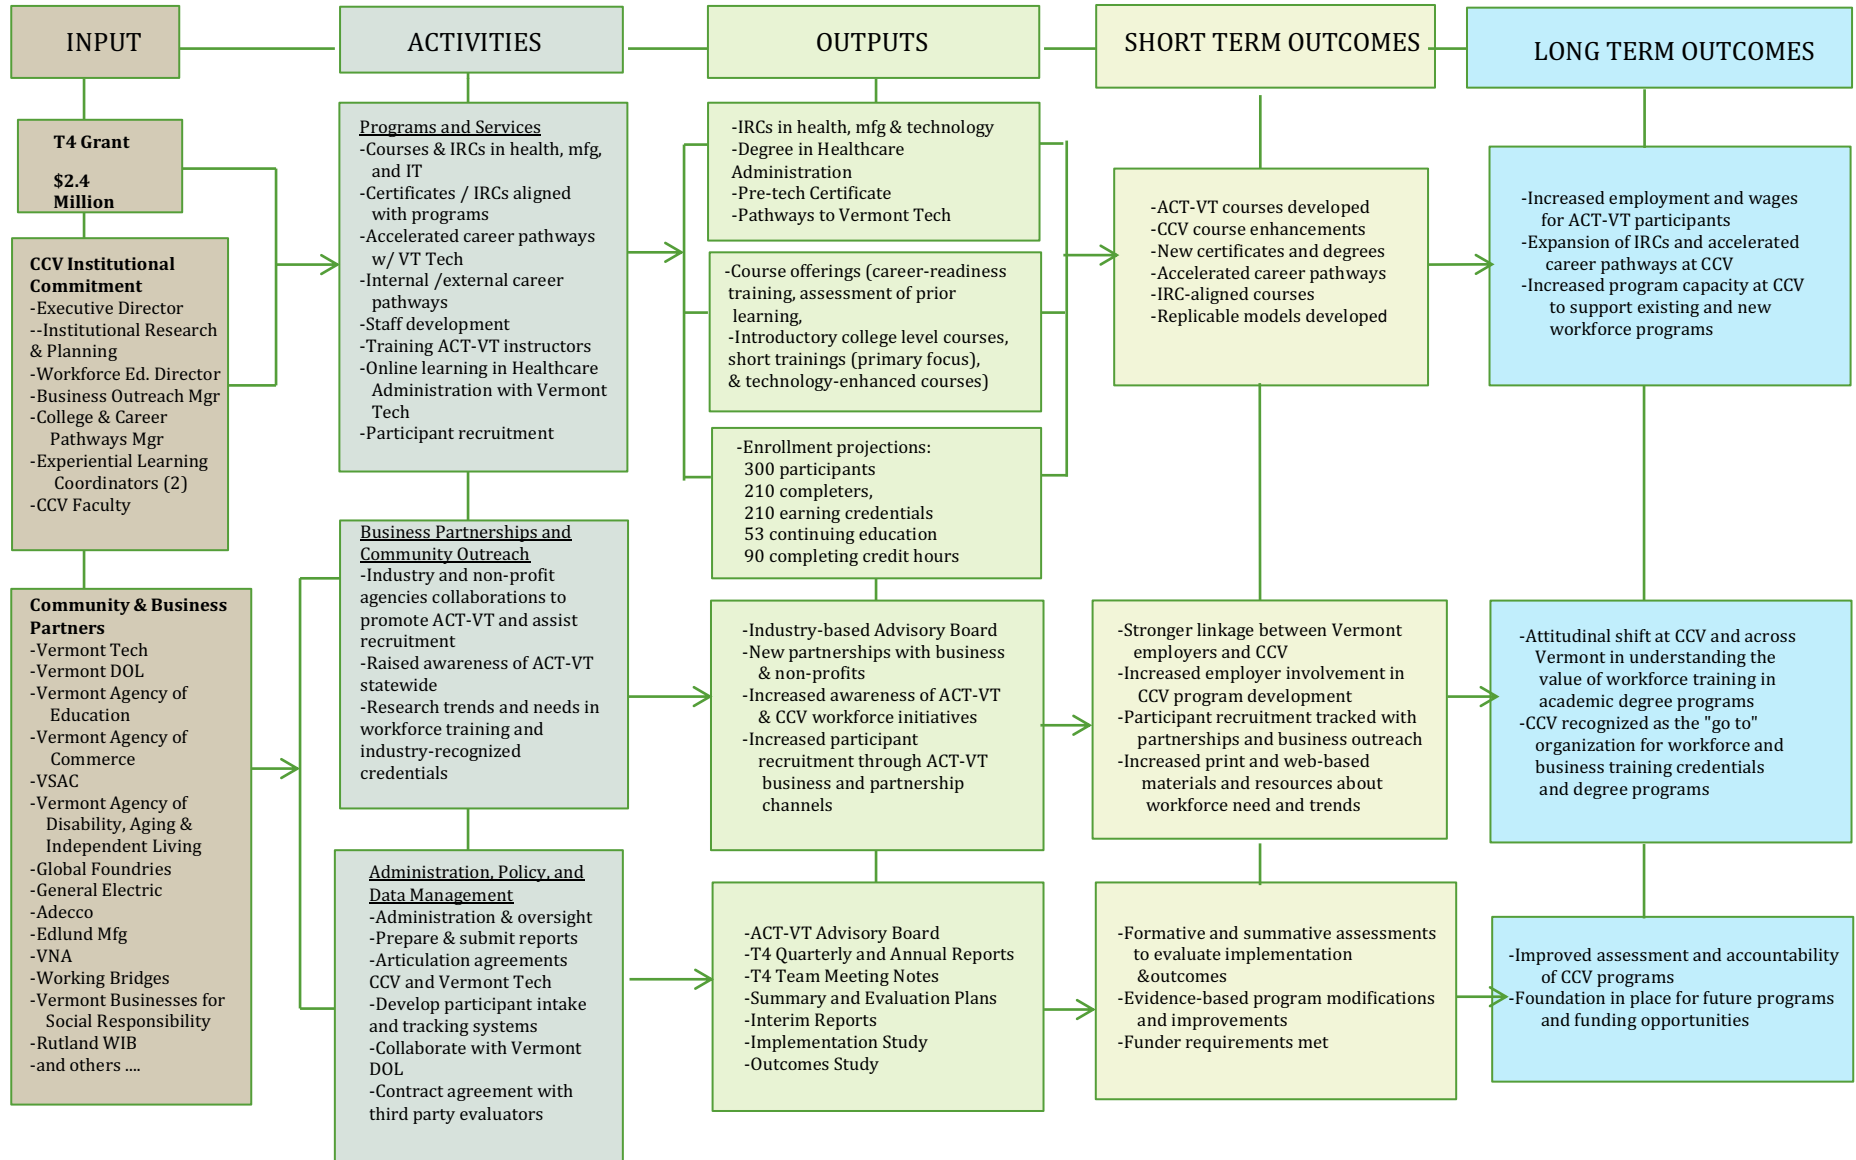 INPUT
ACTIVITIES
OUTPUTS
SHORT TERM OUTCOMES
LONG TERM OUTCOMES
T4 Grant
$2.4
Million
CCV Institutional
Commitment
-Executive Director
--Institutional Research
& Planning
-Workforce Ed. Director
-Business Outreach Mgr
-College & Career
Pathways Mgr
-Experiential Learning
Coordinators (2)
-CCV Faculty
Community & Business
Partners
-Vermont Tech
-Vermont DOL
-Vermont Agency of
Education
-Vermont Agency of
Commerce
-VSAC
-Vermont Agency of
Disability, Aging &
Independent Living
-Global Foundries
-General Electric
-Adecco
-Edlund Mfg
-VNA
-Working Bridges
-Vermont Businesses for
Social Responsibility
-Rutland WIB
-and others ....
Programs and Services
-Courses & IRCs in health, mfg,
and IT
-Certificates / IRCs aligned
with programs
-Accelerated career pathways
w/ VT Tech
-Internal /external career
pathways
-Staff development
-Training ACT-VT instructors
-Online learning in Healthcare
Administration with Vermont
Tech
-Participant recruitment
Business Partnerships and
Community Outreach
-Industry and non-profit
agencies collaborations to
promote ACT-VT and assist
recruitment
-Raised awareness of ACT-VT
statewide
-Research trends and needs in
workforce training and
industry-recognized
credentials
Administration, Policy, and
Data Management
-Administration & oversight
-Prepare & submit reports
-Articulation agreements
CCV and Vermont Tech
-Develop participant intake
and tracking systems
-Collaborate with Vermont
DOL
-Contract agreement with
third party evaluators
-IRCs in health, mfg & technology
-Degree in Healthcare
Administration
-Pre-tech Certificate
-Pathways to Vermont Tech
-Course offerings (career-readiness
training, assessment of prior
learning,
-Introductory college level courses,
short trainings (primary focus),
& technology-enhanced courses)
-Enrollment projections:
300 participants
210 completers,
210 earning credentials
53 continuing education
90 completing credit hours
-Industry-based Advisory Board
-New partnerships with business
& non-profits
-Increased awareness of ACT-VT
& CCV workforce initiatives
-Increased participant
recruitment through ACT-VT
business and partnership
channels
-ACT-VT Advisory Board
-T4 Quarterly and Annual Reports
-T4 Team Meeting Notes
-Summary and Evaluation Plans
-Interim Reports
-Implementation Study
-Outcomes Study
-ACT-VT courses developed
-CCV course enhancements
-New certificates and degrees
-Accelerated career pathways
-IRC-aligned courses
-Replicable models developed
-Stronger linkage between Vermont
employers and CCV
-Increased employer involvement in
CCV program development
-Participant recruitment tracked with
partnerships and business outreach
-Increased print and web-based
materials and resources about
workforce need and trends
-Formative and summative assessments
to evaluate implementation
&outcomes
-Evidence-based program modifications
and improvements
-Funder requirements met
-Increased employment and wages
for ACT-VT participants
-Expansion of IRCs and accelerated
career pathways at CCV
-Increased program capacity at CCV
to support existing and new
workforce programs
-Attitudinal shift at CCV and across
Vermont in understanding the
value of workforce training in
academic degree programs
-CCV recognized as the "go to"
organization for workforce and
business training credentials
and degree programs
-Improved assessment and accountability
of CCV programs
-Foundation in place for future programs
and funding opportunities